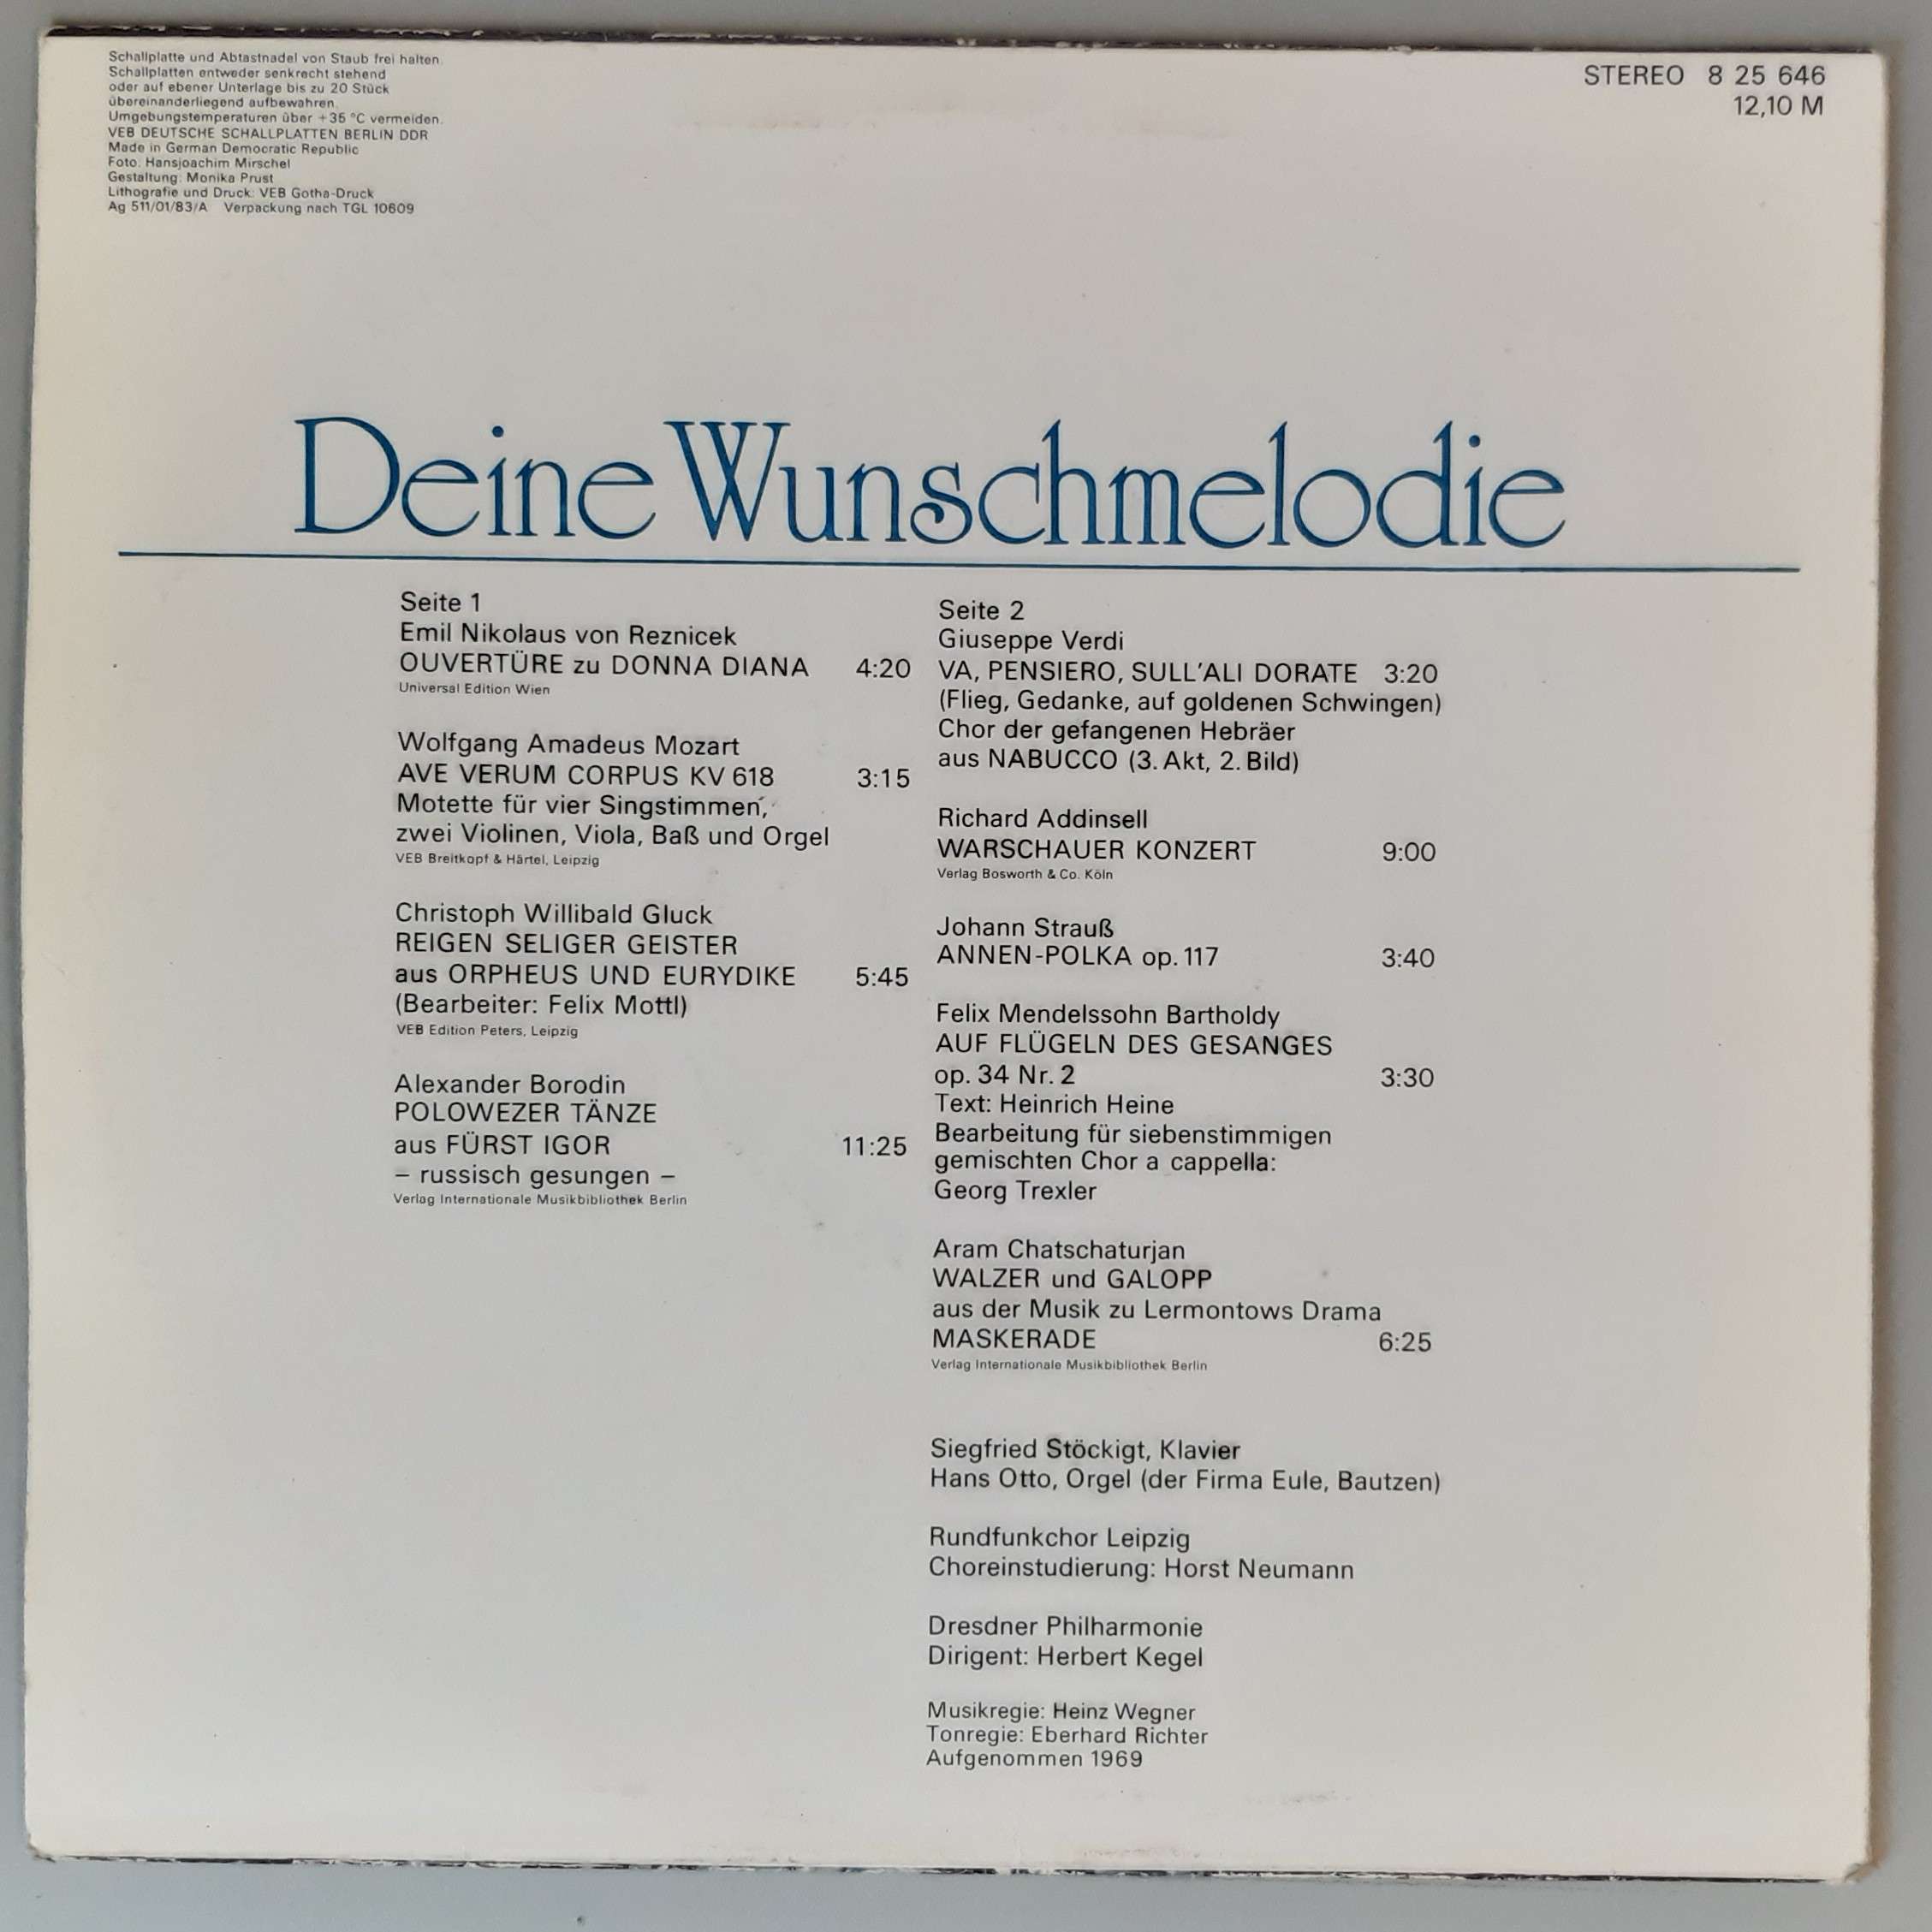 Schallplatte und Abtastnadel von Staub frei halten.
Schallplatten entweder senkrecht stehend
oder auf ebener Unterlage bis zu 20 Stück
übereinanderliegend aufbewahren.
Umgebungstemperaturen über +35 °C vermeiden.
VEB DEUTSCHE SCHALLPLATTEN BERLIN DDR
Made in German Democratic Republic
Foto: Hansjoachim Mirschel
Gestaltung: Monika Prust
Lithografie und Druck: VEB Gotha-Druck
Ag 511/01/83/A Verpackung nach TGL 10609
STEREO 8 25 646
12,10 M
Deine Wunschmelodie
Seite 1
Emil Nikolaus von Reznicek
OUVERTÜRE zu DONNA DIANA 4:20
Universal Edition Wien
Wolfgang Amadeus Mozart
AVE VERUM CORPUS KV 618 3:15
Motette für vier Singstimmen,
zwei Violinen, Viola, Baß und Orgel
VEB Breitkopf & Härtel, Leipzig
Christoph Willibald Gluck
REIGEN SELIGER GEISTER
aus ORPHEUS UND EURYDIKE 5:45
(Bearbeiter: Felix Mottl)
VEB Edition Peters, Leipzig
Alexander Borodin
POLOWEZER TÄNZE
aus FÜRST IGOR 11:25
– russisch gesungen –
Verlag Internationale Musikbibliothek Berlin
Seite 2
Giuseppe Verdi
VA, PENSIERO, SULL'ALI DORATE 3:20
(Flieg, Gedanke, auf goldenen Schwingen)
Chor der gefangenen Hebräer
aus NABUCCO (3. Akt, 2. Bild)
Richard Addinsell
WARSCHAUER KONZERT 9:00
Verlag Bosworth & Co. Köln
Johann Strauß
ANNEN-POLKA op. 117 3:40
Felix Mendelssohn Bartholdy
AUF FLÜGELN DES GESANGES
op. 34 Nr. 2 3:30
Text: Heinrich Heine
Bearbeitung für siebenstimmigen
gemischten Chor a cappella:
Georg Trexler
Aram Chatschaturjan
WALZER und GALOPP
aus der Musik zu Lermontows Drama
MASKERADE 6:25
Verlag Internationale Musikbibliothek Berlin
Siegfried Stöckigt, Klavier
Hans Otto, Orgel (der Firma Eule, Bautzen)
Rundfunkchor Leipzig
Choreinstudierung: Horst Neumann
Dresdner Philharmonie
Dirigent: Herbert Kegel
Musikregie: Heinz Wegner
Tonregie: Eberhard Richter
Aufgenommen 1969